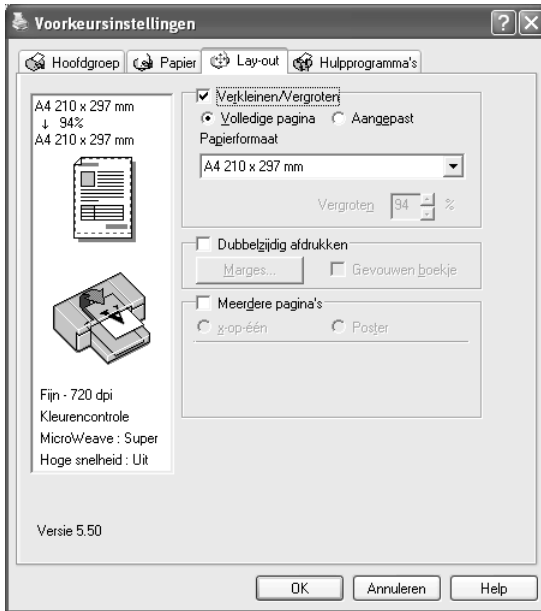 Voorkeursinstellingen
Hoofdgroep Papier Lay-out Hulpprogramma's
A4 210 x 297 mm
↓ 94%
A4 210 x 297 mm
Fijn - 720 dpi
Kleurencontrole
MicroWeave : Super
Hoge snelheid : Uit
Versie 5.50
Verkleinen/Vergroten
Volledige pagina Aangepast
Papierformaat
A4 210 x 297 mm
Vergroten 94 %
Dubbelzijdig afdrukken
Marges... Gevouwen boekje
Meerdere pagina's
x-op-één Poster
OK Annuleren Help